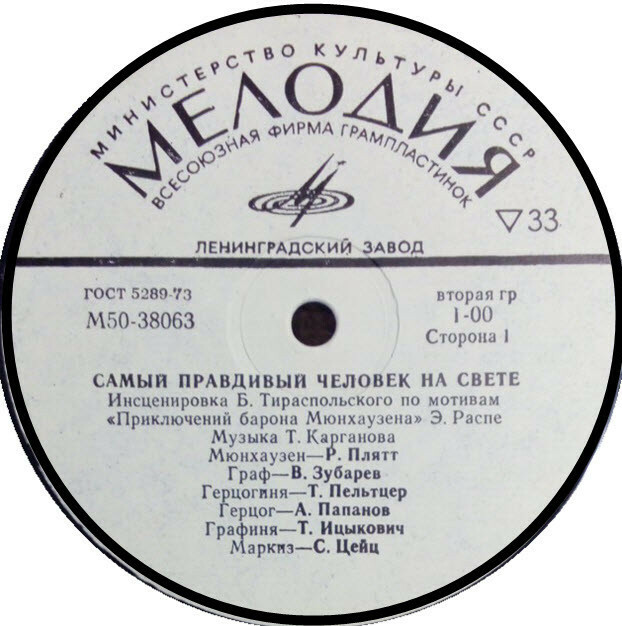 МИНИСТЕРСТВО КУЛЬТУРЫ СССР
МЕЛОДИЯ
ВСЕСОЮЗНАЯ ФИРМА ГРАМПЛАСТИНОК
▽33
ЛЕНИНГРАДСКИЙ ЗАВОД
ГОСТ 5289-73
М50-38063
вторая гр
1-00
Сторона 1
САМЫЙ ПРАВДИВЫЙ ЧЕЛОВЕК НА СВЕТЕ
Инсценировка Б. Тираспольского по мотивам
«Приключений барона Мюнхаузена» Э. Распе
Музыка Т. Карганова
Мюнхаузен—Р. Плятт
Граф—В. Зубарев
Герцогиня—Т. Пельтцер
Герцог—А. Папанов
Графиня—Т. Ицыкович
Маркиз—С. Цейц